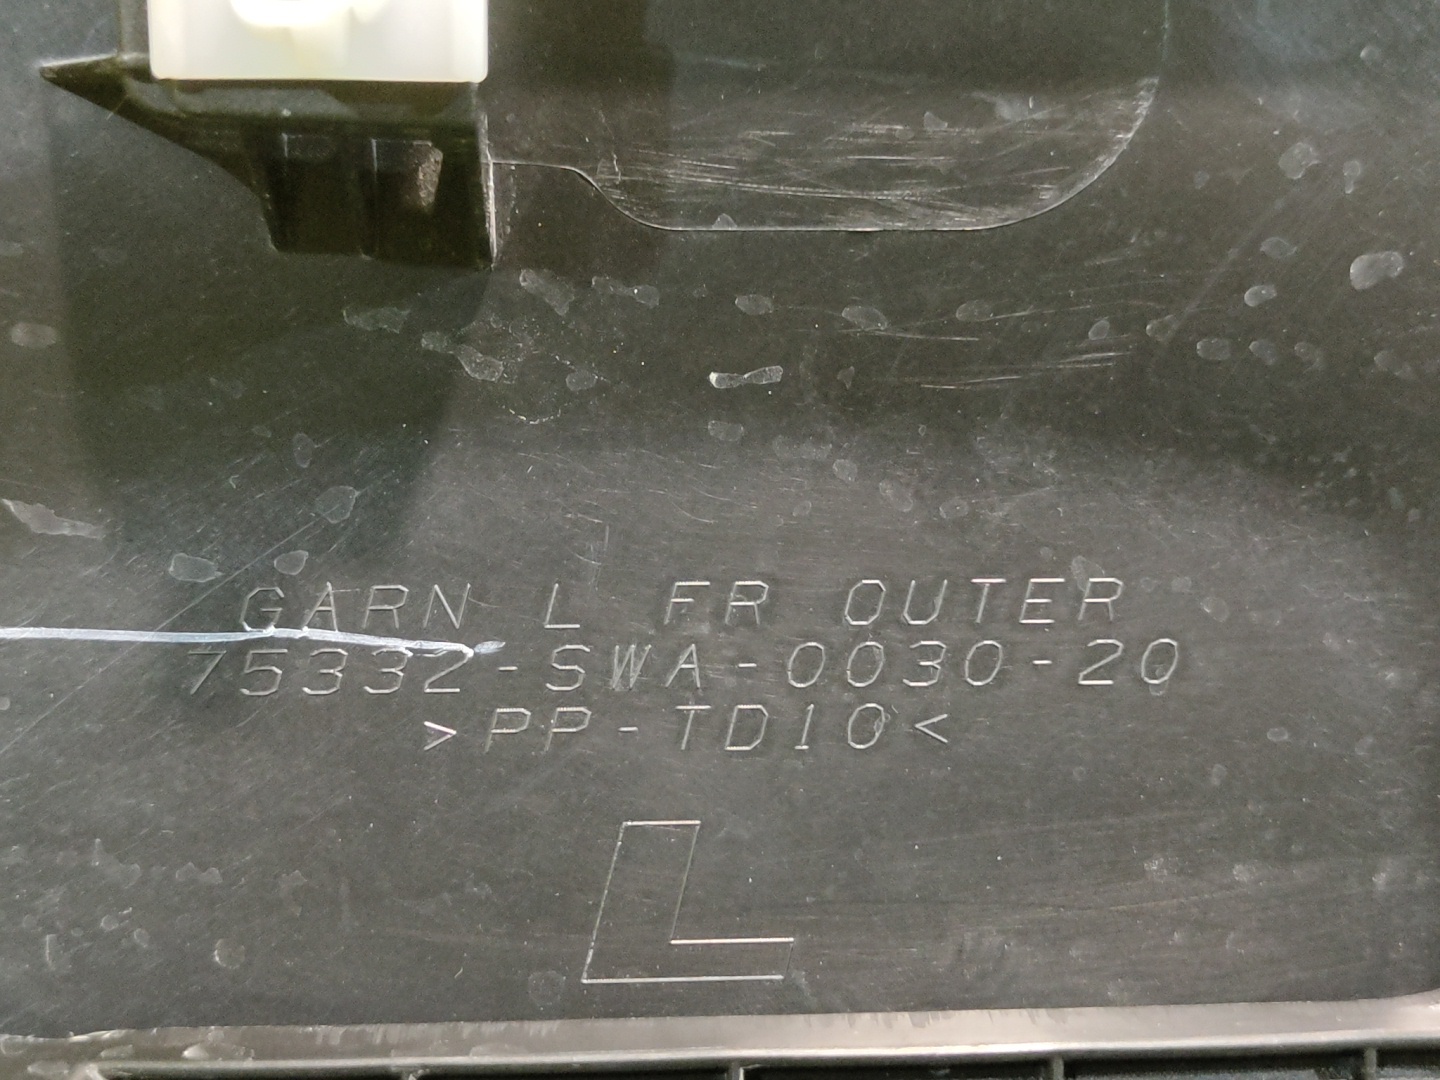 GARN L FR OUTER
75332-SWA-0030-20
>PP-TD10<
L